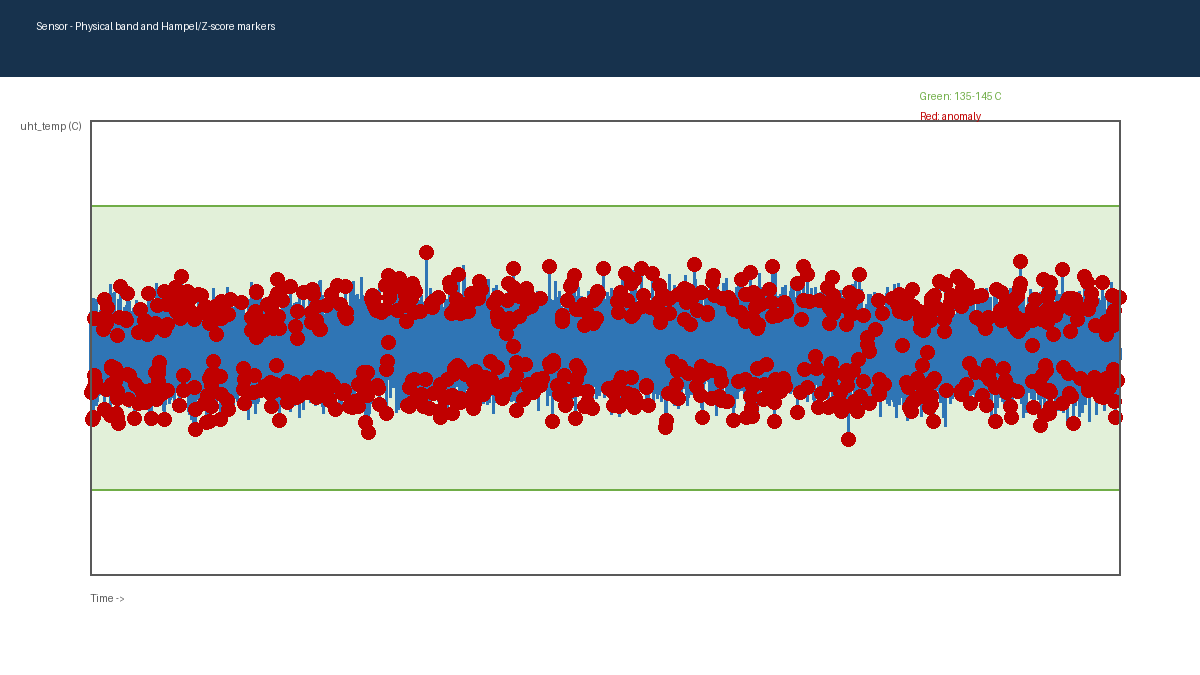 Sensor - Physical band and Hampel/Z-score markers
Green: 135-145 C
Red: anomaly
uht_temp (C)
Time ->